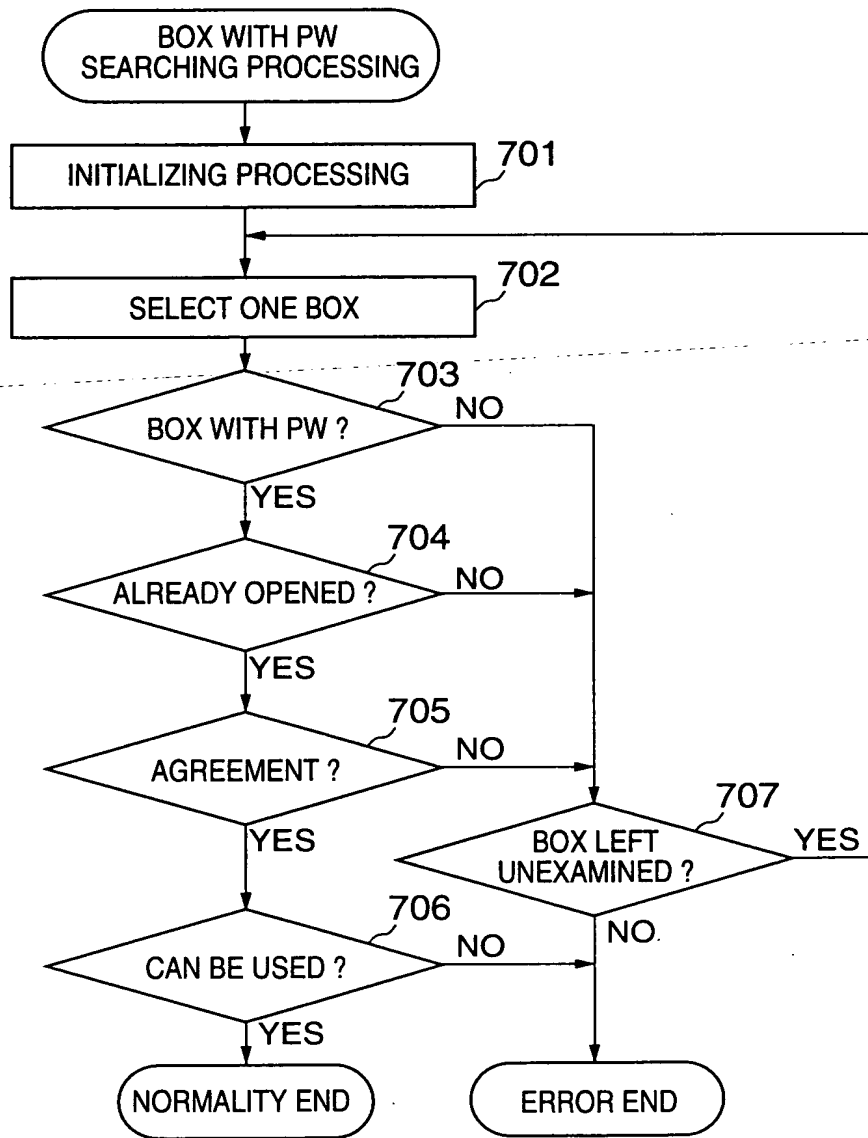 BOX WITH PW
SEARCHING PROCESSING
701
INITIALIZING PROCESSING
702
SELECT ONE BOX
703
BOX WITH PW ?
NO
YES
704
ALREADY OPENED ?
NO
YES
705
AGREEMENT ?
NO
YES
707
BOX LEFT
UNEXAMINED ?
YES
NO.
706
CAN BE USED ?
NO
YES
NORMALITY END
ERROR END